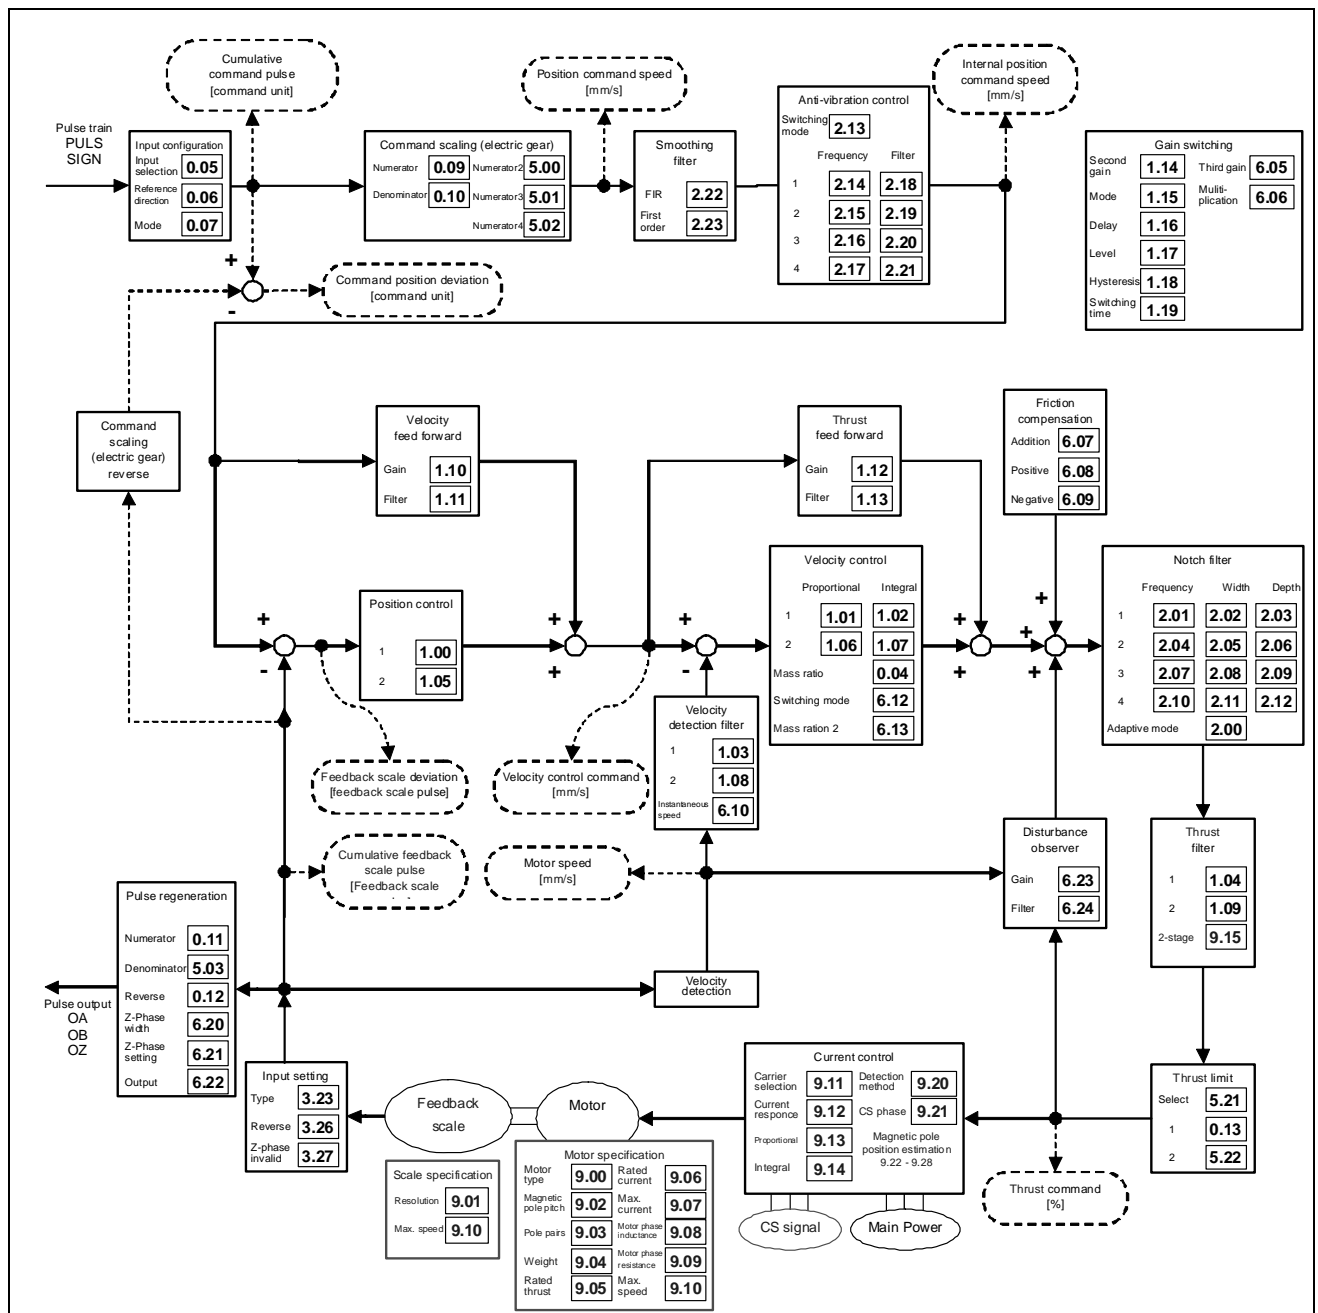 Cumulative
command pulse
[command unit]
Position command speed
[mm/s]
Internal position
command speed
[mm/s]
Pulse train
PULS
SIGN
Input configuration
Input
selection
0.05
Reference
direction
0.06
Mode
0.07
Command scaling (electric gear)
Numerator
0.09
Numerator2
5.00
Denominator
0.10
Numerator3
5.01
Numerator4
5.02
Smoothing
filter
FIR
2.22
First
order
2.23
Anti-vibration control
Switching
mode
2.13
Frequency
Filter
1
2.14
2.18
2
2.15
2.19
3
2.16
2.20
4
2.17
2.21
Gain switching
Second
gain
1.14
Third gain
6.05
Mode
1.15
Muliti-
plication
6.06
Delay
1.16
Level
1.17
Hysteresis
1.18
Switching
time
1.19
+
-
Command position deviation
[command unit]
Command
scaling
(electric gear)
reverse
Velocity
feed forward
Gain
1.10
Filter
1.11
Thrust
feed forward
Gain
1.12
Filter
1.13
Friction
compensation
Addition
6.07
Positive
6.08
Negative
6.09
+
-
Position control
1
1.00
2
1.05
+
+
+
-
Velocity control
Proportional
Integral
1
1.01
1.02
2
1.06
1.07
Mass ratio
0.04
Switching mode
6.12
Mass ration 2
6.13
+
+
+
+
+
Notch filter
Frequency
Width
Depth
1
2.01
2.02
2.03
2
2.04
2.05
2.06
3
2.07
2.08
2.09
4
2.10
2.11
2.12
Adaptive mode
2.00
Velocity
detection filter
1
1.03
2
1.08
Instantaneous
speed
6.10
Feedback scale deviation
[feedback scale pulse]
Velocity control command
[mm/s]
Cumulative feedback
scale pulse
[Feedback scale
Motor speed
[mm/s]
Disturbance
observer
Gain
6.23
Filter
6.24
Thrust
filter
1
1.04
2
1.09
2-stage
9.15
Pulse regeneration
Numerator
0.11
Denominator
5.03
Reverse
0.12
Z-Phase
width
6.20
Z-Phase
setting
6.21
Output
6.22
Pulse output
OA
OB
OZ
Velocity
detection
Input setting
Type
3.23
Reverse
3.26
Z-phase
invalid
3.27
Feedback
scale
Motor
Current control
Carrier
selection
9.11
Detection
method
9.20
Current
responce
9.12
CS phase
9.21
Proportional
9.13
Integral
9.14
Magnetic pole
position estimation
9.22 - 9.28
Thrust limit
Select
5.21
1
0.13
2
5.22
Scale specification
Resolution
9.01
Max. speed
9.10
Motor specification
Motor
type
9.00
Rated
current
9.06
Magnetic
pole pitch
9.02
Max.
current
9.07
Pole pairs
9.03
Motor phase
inductance
9.08
Weight
9.04
Motor phase
resistance
9.09
Rated
thrust
9.05
Max.
speed
9.10
CS signal
Main Power
Thrust command
[%]